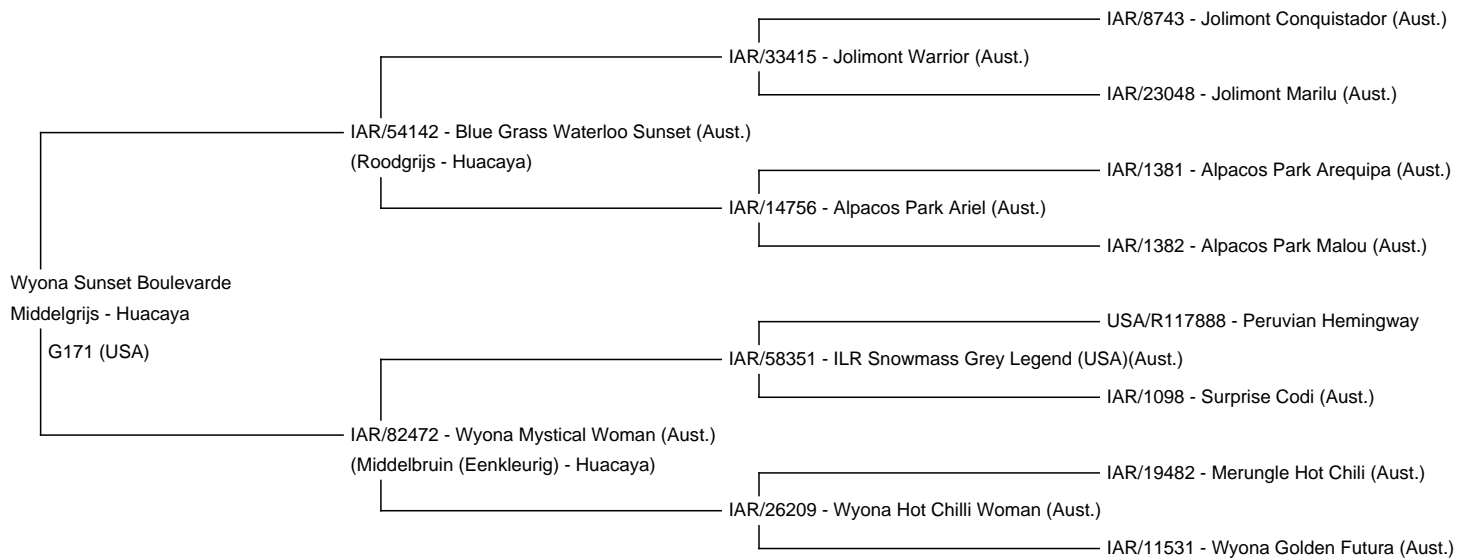 IAR/8743 - Jolimont Conquistador (Aust.)
IAR/33415 - Jolimont Warrior (Aust.)
IAR/23048 - Jolimont Marilu (Aust.)
IAR/54142 - Blue Grass Waterloo Sunset (Aust.)
(Roodgrijs - Huacaya)
IAR/1381 - Alpacos Park Arequipa (Aust.)
IAR/14756 - Alpacos Park Ariel (Aust.)
IAR/1382 - Alpacos Park Malou (Aust.)
Wyona Sunset Boulevarde
Middelgrijs - Huacaya
G171 (USA)
USA/R117888 - Peruvian Hemingway
IAR/58351 - ILR Snowmass Grey Legend (USA)(Aust.)
IAR/1098 - Surprise Codi (Aust.)
IAR/82472 - Wyona Mystical Woman (Aust.)
(Middelbruin (Eenkleurig) - Huacaya)
IAR/19482 - Merungle Hot Chili (Aust.)
IAR/26209 - Wyona Hot Chilli Woman (Aust.)
IAR/11531 - Wyona Golden Futura (Aust.)